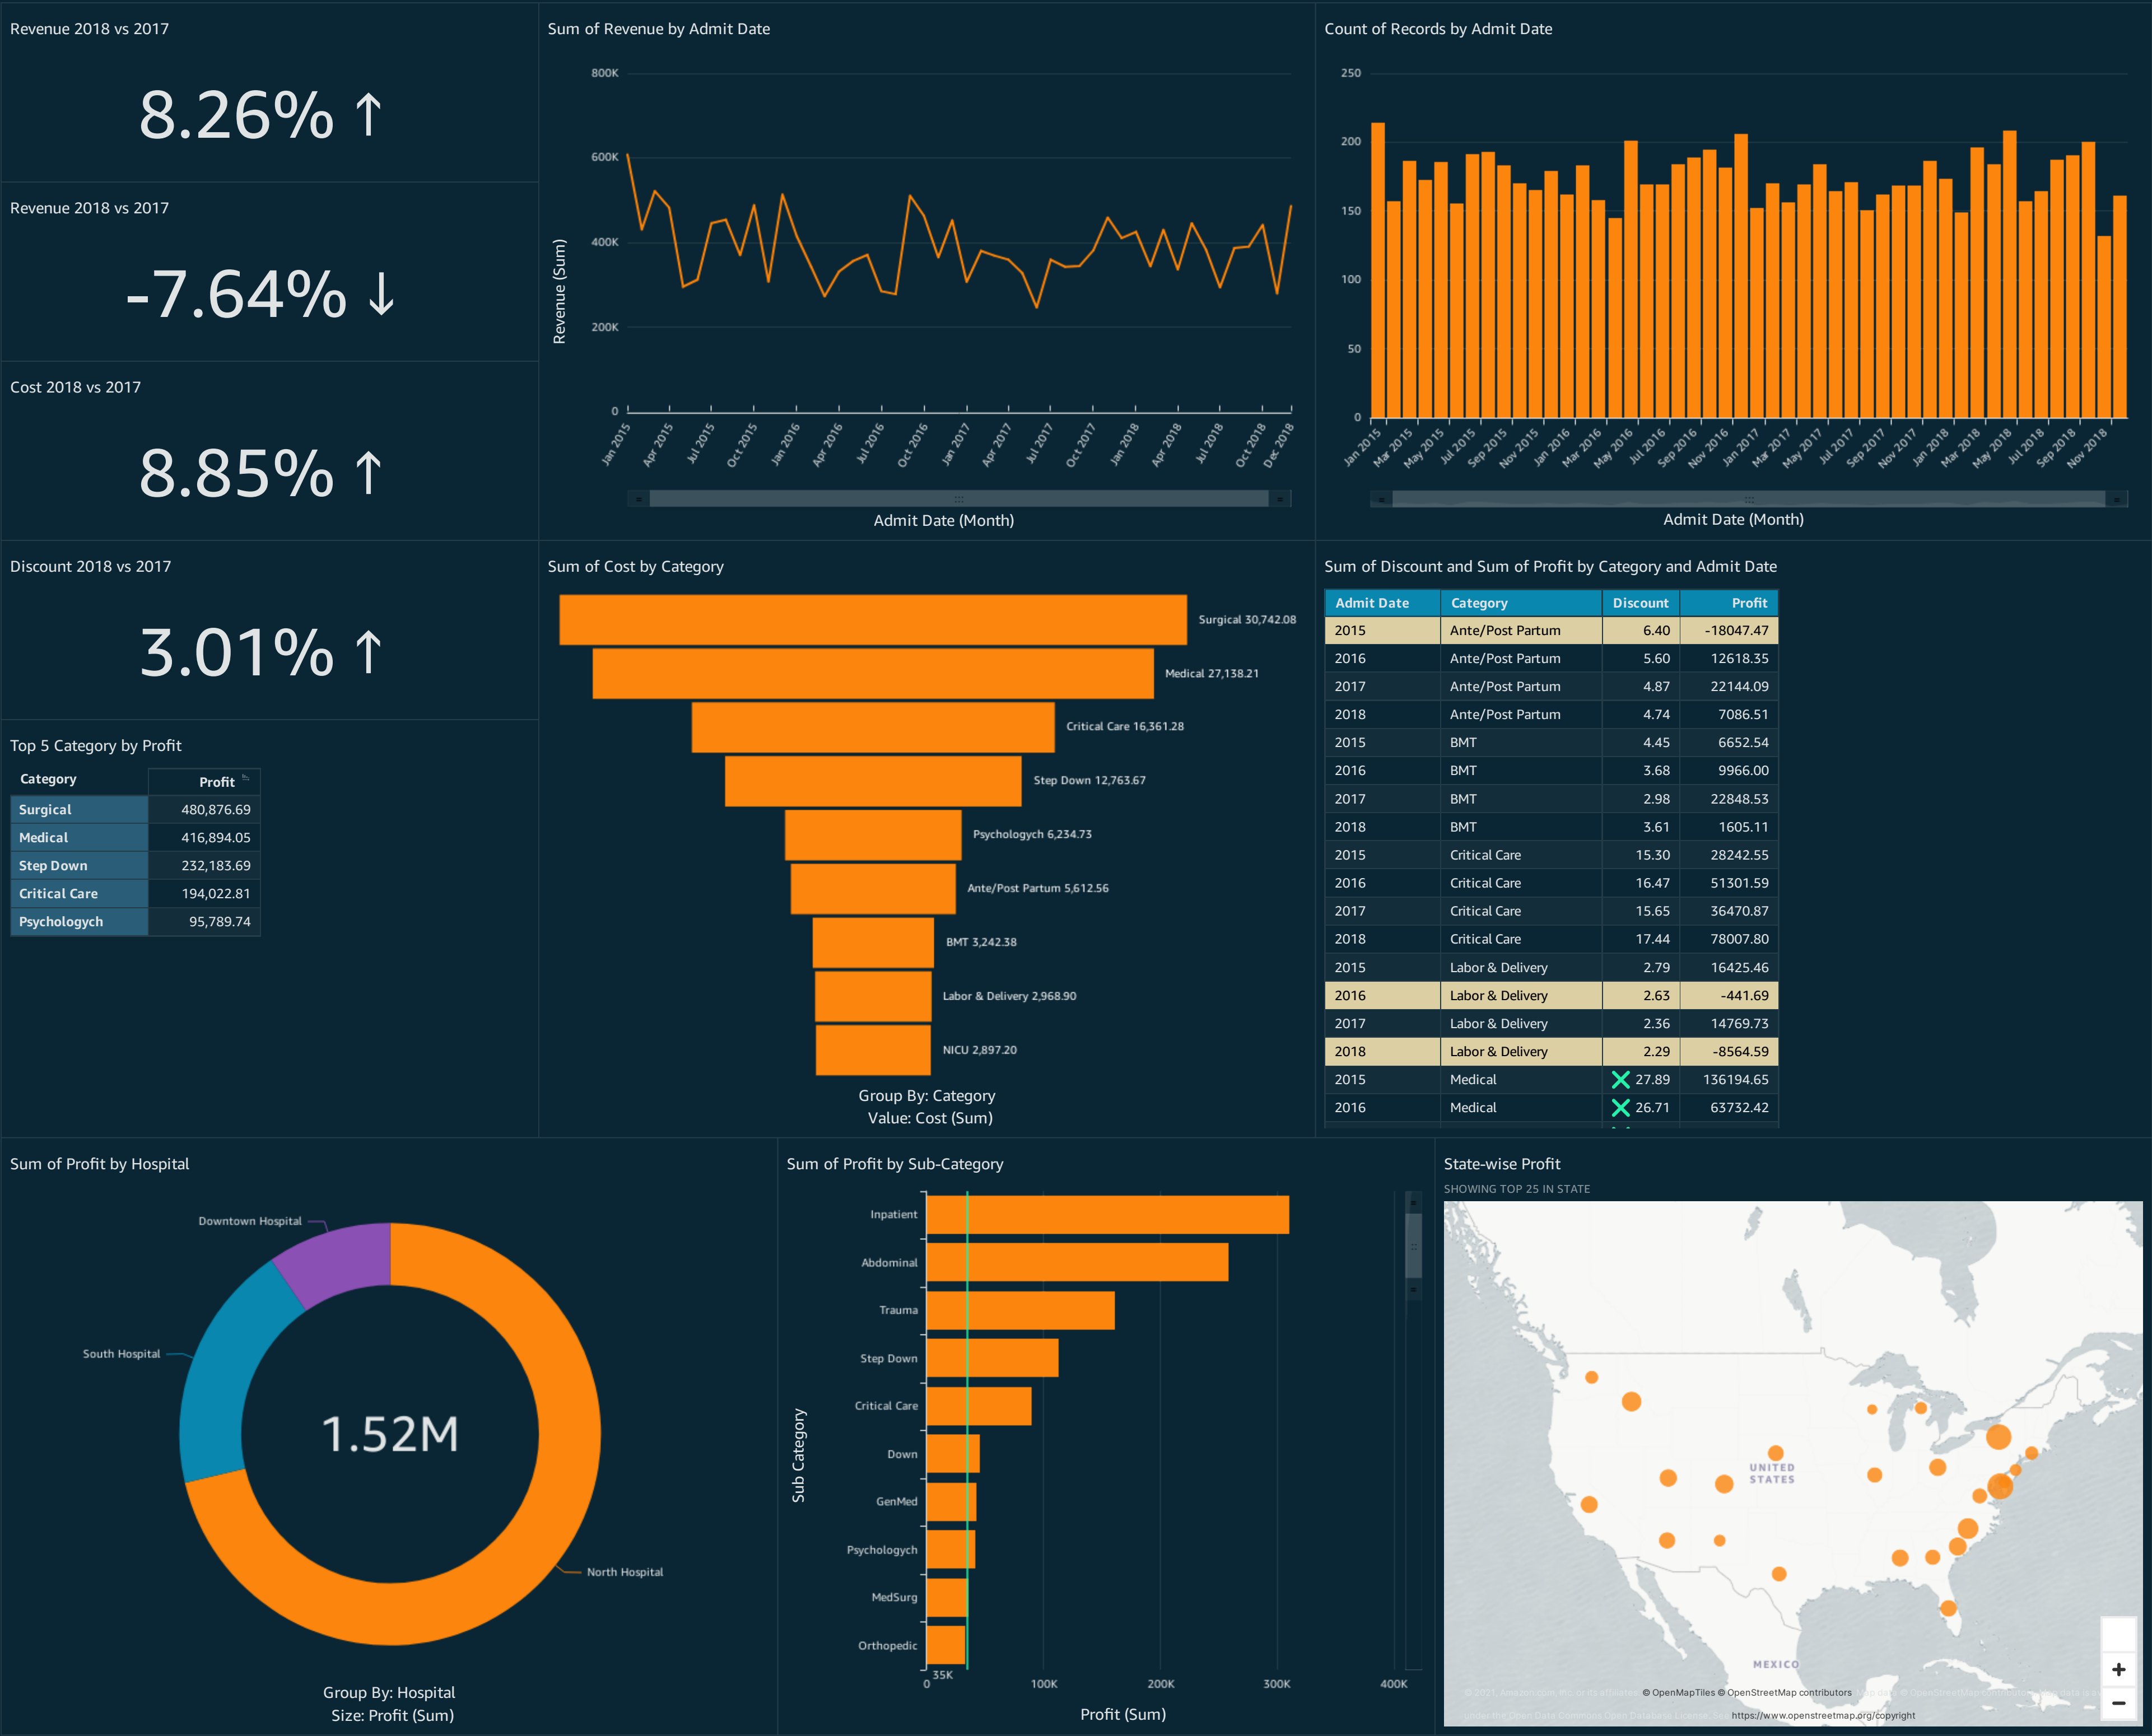 Revenue 2018 vs 2017
8.26% ↑
Revenue 2018 vs 2017
-7.64% ↓
Cost 2018 vs 2017
8.85% ↑
Discount 2018 vs 2017
3.01% ↑
Top 5 Category by Profit
Category Profit
Surgical 480,876.69
Medical 416,894.05
Step Down 232,183.69
Critical Care 194,022.81
Psychologych 95,789.74
Sum of Revenue by Admit Date
Revenue (Sum)
800K
600K
400K
200K
0
Jan 2015 Apr 2015 Jul 2015 Oct 2015 Jan 2016 Apr 2016 Jul 2016 Oct 2016 Jan 2017 Apr 2017 Jul 2017 Oct 2017 Jan 2018 Apr 2018 Jul 2018 Oct 2018 Dec 2018
Admit Date (Month)
Count of Records by Admit Date
250
200
150
100
50
0
Jan 2015 Mar 2015 May 2015 Jul 2015 Sep 2015 Nov 2015 Jan 2016 Mar 2016 May 2016 Jul 2016 Sep 2016 Nov 2016 Jan 2017 Mar 2017 May 2017 Jul 2017 Sep 2017 Nov 2017 Jan 2018 Mar 2018 May 2018 Jul 2018 Sep 2018 Nov 2018
Admit Date (Month)
Sum of Cost by Category
Surgical 30,742.08
Medical 27,138.21
Critical Care 16,361.28
Step Down 12,763.67
Psychologych 6,234.73
Ante/Post Partum 5,612.56
BMT 3,242.38
Labor & Delivery 2,968.90
NICU 2,897.20
Group By: Category
Value: Cost (Sum)
Sum of Discount and Sum of Profit by Category and Admit Date
Admit Date Category Discount Profit
2015 Ante/Post Partum 6.40 -18047.47
2016 Ante/Post Partum 5.60 12618.35
2017 Ante/Post Partum 4.87 22144.09
2018 Ante/Post Partum 4.74 7086.51
2015 BMT 4.45 6652.54
2016 BMT 3.68 9966.00
2017 BMT 2.98 22848.53
2018 BMT 3.61 1605.11
2015 Critical Care 15.30 28242.55
2016 Critical Care 16.47 51301.59
2017 Critical Care 15.65 36470.87
2018 Critical Care 17.44 78007.80
2015 Labor & Delivery 2.79 16425.46
2016 Labor & Delivery 2.63 -441.69
2017 Labor & Delivery 2.36 14769.73
2018 Labor & Delivery 2.29 -8564.59
2015 Medical 27.89 136194.65
2016 Medical 26.71 63732.42
Sum of Profit by Hospital
Downtown Hospital
South Hospital
1.52M
North Hospital
Group By: Hospital
Size: Profit (Sum)
Sum of Profit by Sub-Category
Sub Category
Inpatient
Abdominal
Trauma
Step Down
Critical Care
Down
GenMed
Psychologych
MedSurg
Orthopedic
35K
0 100K 200K 300K 400K
Profit (Sum)
State-wise Profit
SHOWING TOP 25 IN STATE
UNITED
STATES
MEXICO
+
© OpenMapTiles © OpenStreetMap contributors
−
https://www.openstreetmap.org/copyright